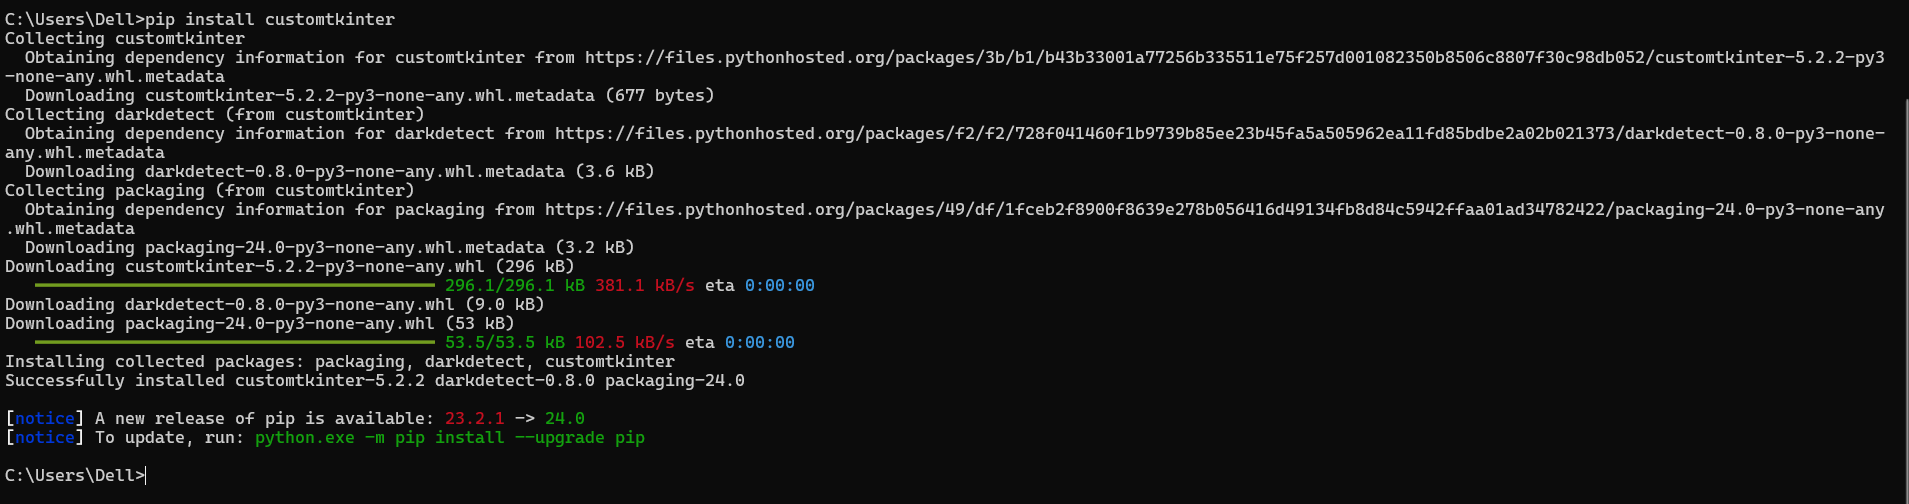 C:\Users\Dell>pip install customtkinter
Collecting customtkinter
  Obtaining dependency information for customtkinter from https://files.pythonhosted.org/packages/3b/b1/b43b33001a77256b335511e75f257d001082350b8506c8807f30c98db052/customtkinter-5.2.2-py3
-none-any.whl.metadata
  Downloading customtkinter-5.2.2-py3-none-any.whl.metadata (677 bytes)
Collecting darkdetect (from customtkinter)
  Obtaining dependency information for darkdetect from https://files.pythonhosted.org/packages/f2/f2/728f041460f1b9739b85ee23b45fa5a505962ea11fd85bdbe2a02b021373/darkdetect-0.8.0-py3-none-
any.whl.metadata
  Downloading darkdetect-0.8.0-py3-none-any.whl.metadata (3.6 kB)
Collecting packaging (from customtkinter)
  Obtaining dependency information for packaging from https://files.pythonhosted.org/packages/49/df/1fceb2f8900f8639e278b056416d49134fb8d84c5942ffaa01ad34782422/packaging-24.0-py3-none-any
.whl.metadata
  Downloading packaging-24.0-py3-none-any.whl.metadata (3.2 kB)
Downloading customtkinter-5.2.2-py3-none-any.whl (296 kB)
296.1/296.1 kB 381.1 kB/s eta 0:00:00
Downloading darkdetect-0.8.0-py3-none-any.whl (9.0 kB)
Downloading packaging-24.0-py3-none-any.whl (53 kB)
53.5/53.5 kB 102.5 kB/s eta 0:00:00
Installing collected packages: packaging, darkdetect, customtkinter
Successfully installed customtkinter-5.2.2 darkdetect-0.8.0 packaging-24.0
[notice] A new release of pip is available: 23.2.1 -> 24.0
[notice] To update, run: python.exe -m pip install --upgrade pip
C:\Users\Dell>